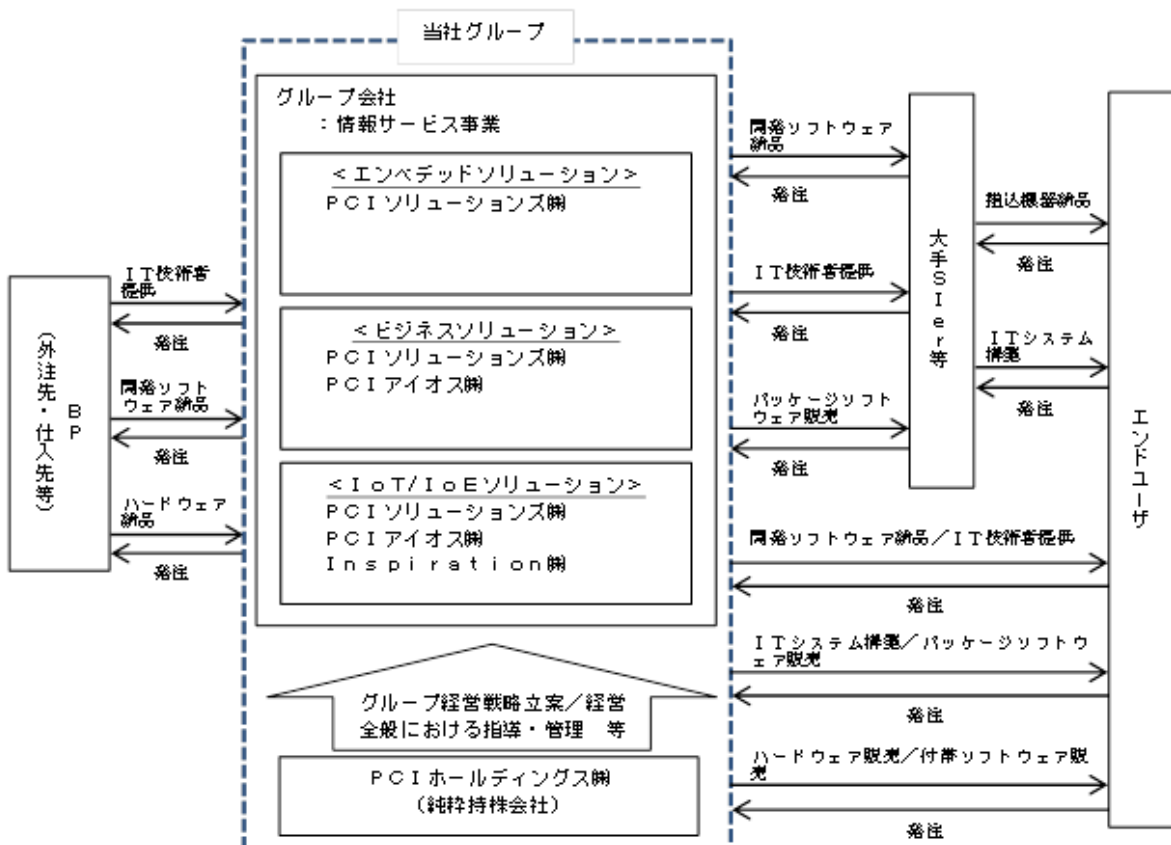 当社グループ
グループ会社
：情報サービス事業
＜エンベデッドソリューション＞
ＰＣＩソリューションズ㈱
＜ビジネスソリューション＞
ＰＣＩソリューションズ㈱
ＰＣＩアイオス㈱
＜ＩｏＴ/ＩｏＥソリューション＞
ＰＣＩソリューションズ㈱
ＰＣＩアイオス㈱
Ｉｎｓｐｉｒａｔｉｏｎ㈱
グループ経営戦略立案／経営
全般における指導・管理　等
ＰＣＩホールディングス㈱
（純粋持株会社）
ＢＰ
（外注先・仕入先等）
ＩＴ技術者
提供
発注
開発ソフト
ウェア納品
発注
ハードウェア
納品
発注
開発ソフトウェア
納品
発注
ＩＴ技術者提供
発注
パッケージソフト
ウェア販売
発注
大手ＳＩｅｒ等
組込機器納品
発注
ＩＴシステム
構築
発注
開発ソフトウェア納品／ＩＴ技術者提供
発注
ＩＴシステム構築／パッケージソフトウ
ェア販売
発注
ハードウェア販売／付帯ソフトウェア販
売
発注
エンドユーザ